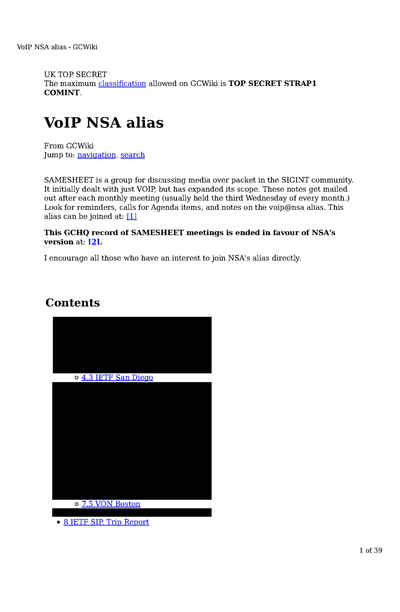 VoIP NSA alias - GCWiki
UK TOP SECRET
The maximum classification allowed on GCWiki is TOP SECRET STRAP1
COMINT.
VoIP NSA alias
From GCWiki
Jump to: navigation, search
SAMESHEET is a group for discussing media over packet in the SIGINT community.
It initially dealt with just VOIP, but has expanded its scope. These notes get mailed
out after each monthly meeting (usually held the third Wednesday of every month.)
Look for reminders, calls for Agenda items, and notes on the voip@nsa alias. This
alias can be joined at: [1]
This GCHQ record of SAMESHEET meetings is ended in favour of NSA's
version at: [2].
I encourage all those who have an interest to join NSA's alias directly.
Contents
4.3 IETF San Diego
7.5 VON Boston
8 IETF SIP Trip Report
1 of 39